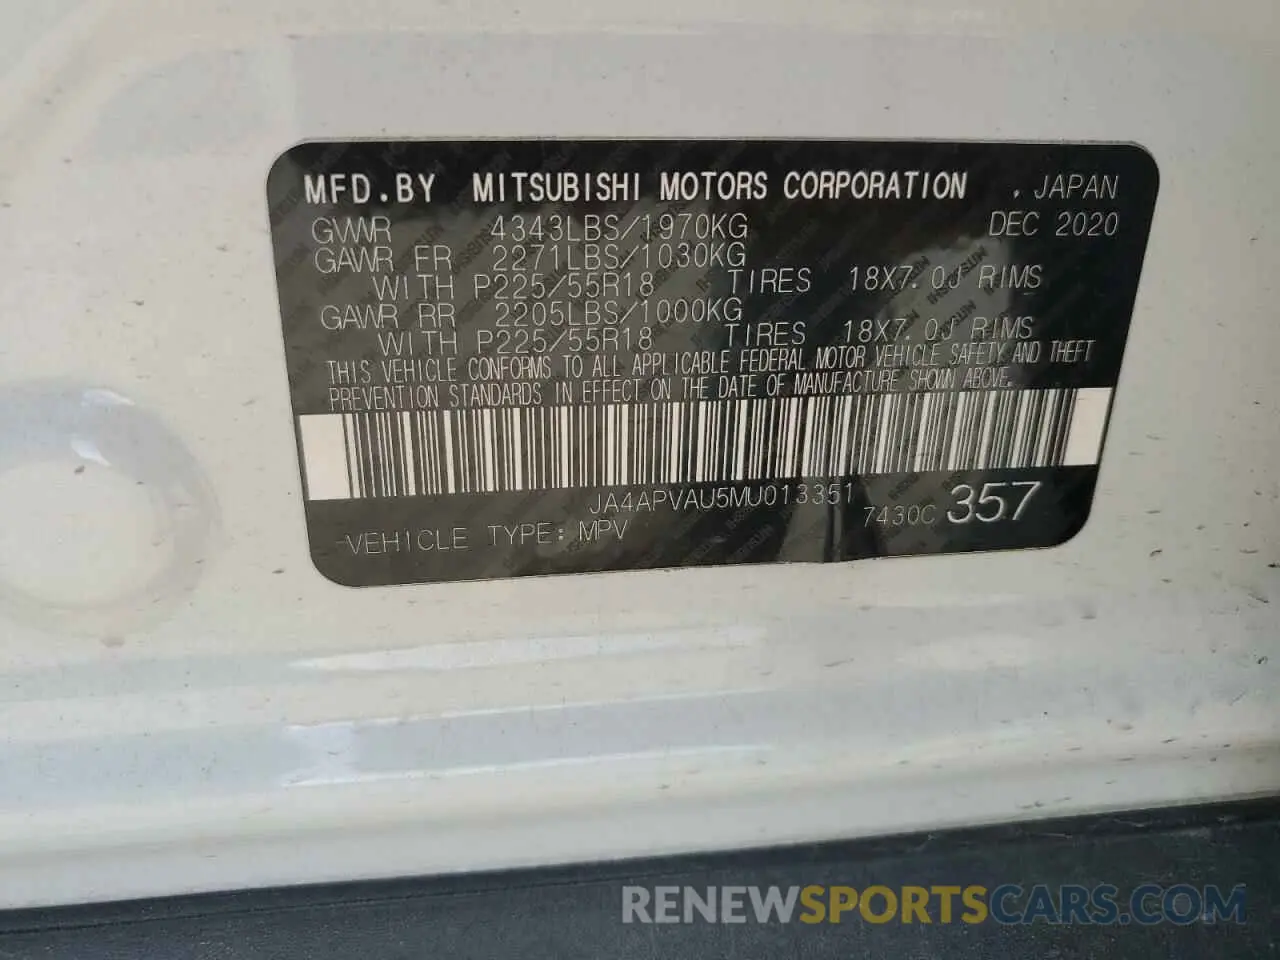 MFD.BY MITSUBISHI MOTORS CORPORATION . JAPAN
GVWR 4343LBS/1970KG DEC 2020
GAWR FR 2271LBS/1030KG
WITH P225/55R18 TIRES 18X7.0J RIMS
GAWR RR 2205LBS/1000KG
WITH P225/55R18 TIRES 18X7.0J RIMS
THIS VEHICLE CONFORMS TO ALL APPLICABLE FEDERAL MOTOR VEHICLE SAFETY AND THEFT
PREVENTION STANDARDS IN EFFECT ON THE DATE OF MANUFACTURE SHOWN ABOVE.
JA4APVAU5MU013351
VEHICLE TYPE: MPV 7430C 357
RENEWSPORTSCARS.COM